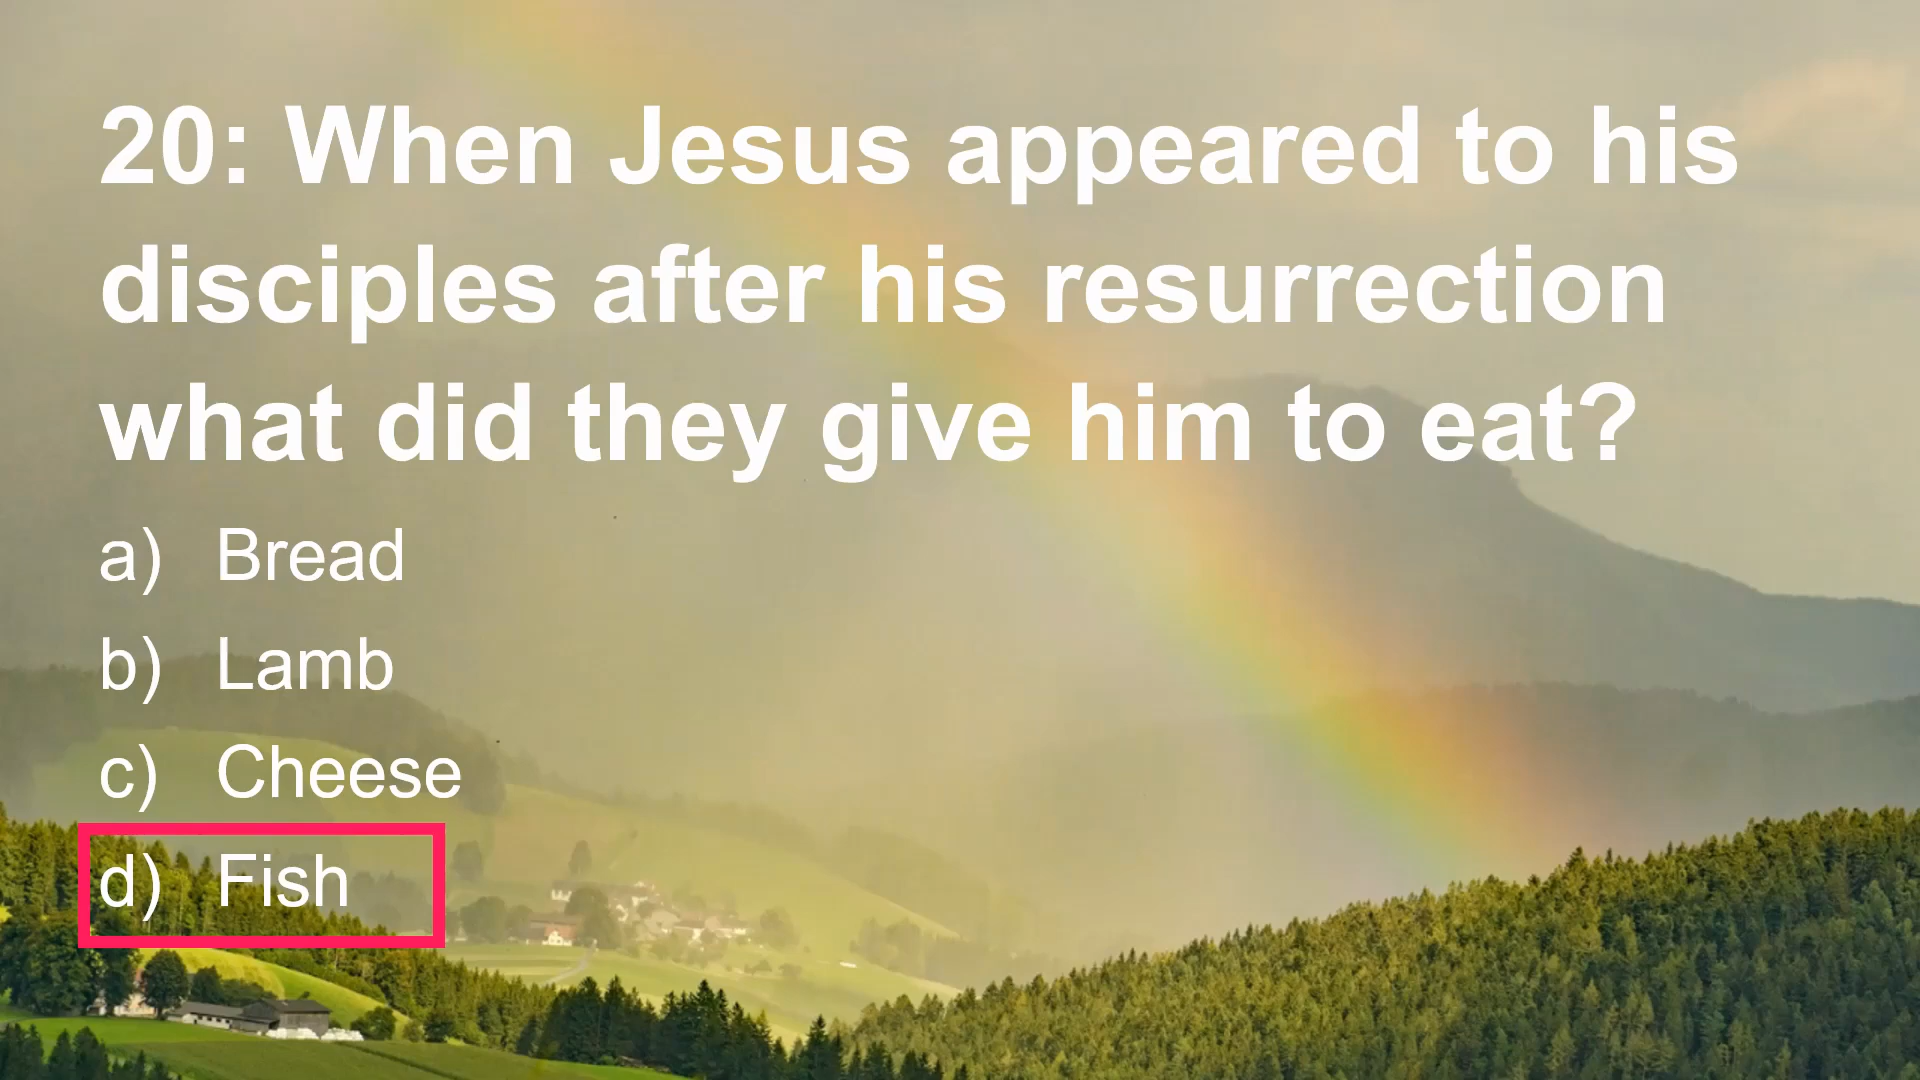 20: When Jesus appeared to his
disciples after his resurrection
what did they give him to eat?
a) Bread
b) Lamb
c) Cheese
d) Fish